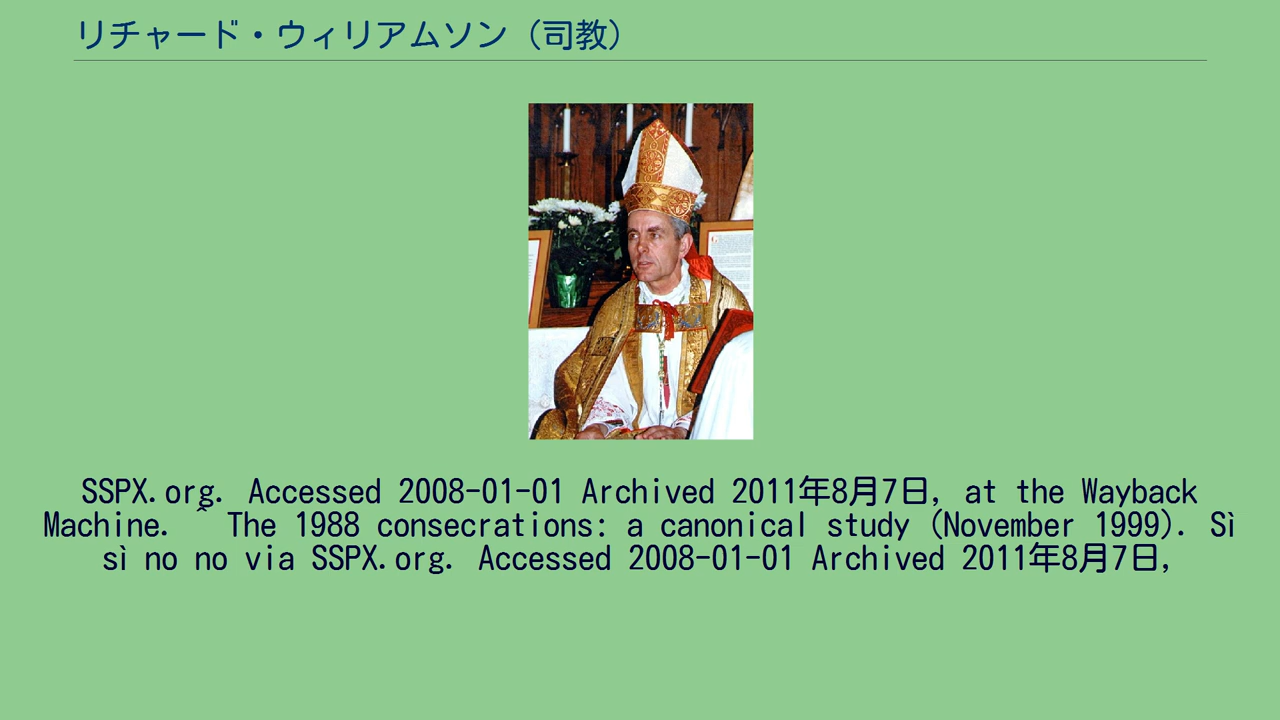 リチャード・ウィリアムソン（司教）
SSPX.org. Accessed 2008-01-01 Archived 2011年8月7日, at the Wayback
Machine. ^ The 1988 consecrations: a canonical study (November 1999). Sì
sì no no via SSPX.org. Accessed 2008-01-01 Archived 2011年8月7日,